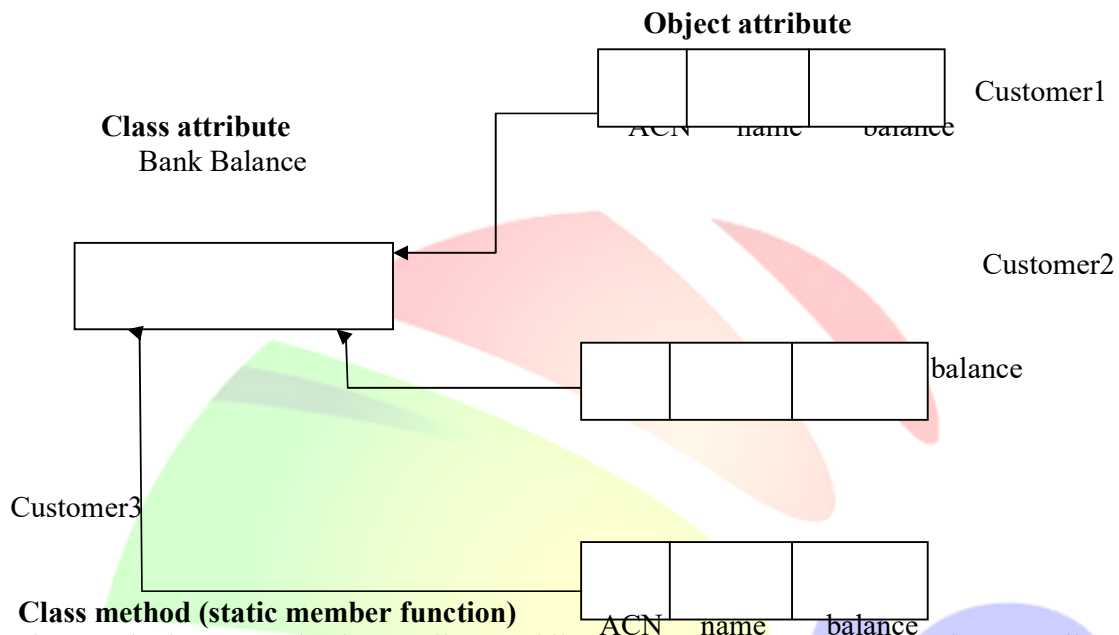 Object attribute
Customer1
ACN name balance
Class attribute
Bank Balance
Customer2
balance
Customer3
Class method (static member function)
ACN name balance